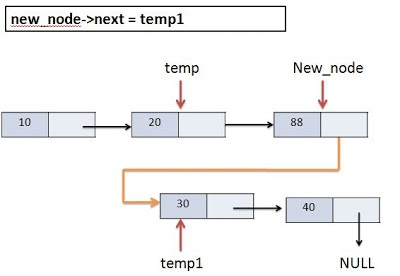 new_node->next = temp1
temp New_node
10 20 88
30 40
temp1 NULL